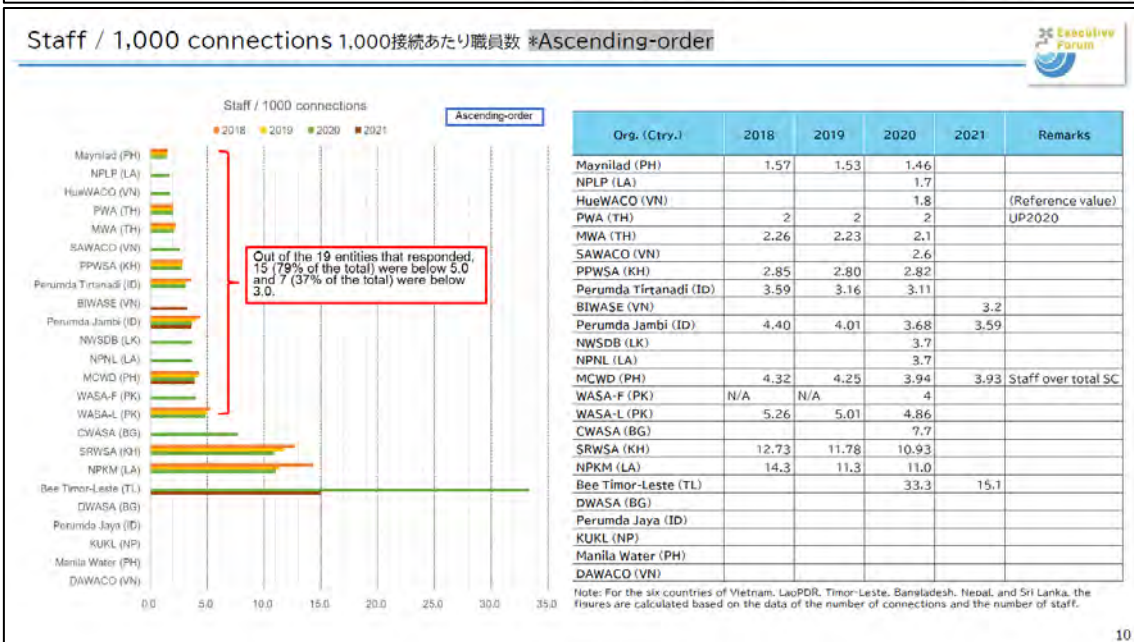 Staff / 1,000 connections 1,000接続あたり職員数 *Ascending-order
Executive
Forum
Staff / 1000 connections
2018 2019 2020 2021
Ascending-order
Maynilad (PH)
NPLP (LA)
HueWACO (VN)
PWA (TH)
MWA (TH)
SAWACO (VN)
PPWSA (KH)
Perumda Tirtanadi (ID)
BIWASE (VN)
Perumda Jambi (ID)
NWSDB (LK)
NPNL (LA)
MCWD (PH)
WASA-F (PK)
WASA-L (PK)
CWASA (BG)
SRWSA (KH)
NPKM (LA)
Bee Timor-Leste (TL)
DWASA (BG)
Perumda Jaya (ID)
KUKL (NP)
Manila Water (PH)
DAWACO (VN)
0.0 5.0 10.0 15.0 20.0 25.0 30.0 35.0
Out of the 19 entities that responded,
15 (79% of the total) were below 5.0
and 7 (37% of the total) were below
3.0.
Org. (Ctry.) 2018 2019 2020 2021 Remarks
Maynilad (PH) 1.57 1.53 1.46
NPLP (LA) 1.7
HueWACO (VN) 1.8 (Reference value)
PWA (TH) 2 2 2 UP2020
MWA (TH) 2.26 2.23 2.1
SAWACO (VN) 2.6
PPWSA (KH) 2.85 2.80 2.82
Perumda Tirtanadi (ID) 3.59 3.16 3.11
BIWASE (VN) 3.2
Perumda Jambi (ID) 4.40 4.01 3.68 3.59
NWSDB (LK) 3.7
NPNL (LA) 3.7
MCWD (PH) 4.32 4.25 3.94 3.93 Staff over total SC
WASA-F (PK) N/A N/A 4
WASA-L (PK) 5.26 5.01 4.86
CWASA (BG) 7.7
SRWSA (KH) 12.73 11.78 10.93
NPKM (LA) 14.3 11.3 11.0
Bee Timor-Leste (TL) 33.3 15.1
DWASA (BG)
Perumda Jaya (ID)
KUKL (NP)
Manila Water (PH)
DAWACO (VN)
Note: For the six countries of Vietnam, LaoPDR, Timor-Leste, Bangladesh, Nepal, and Sri Lanka, the
figures are calculated based on the data of the number of connections and the number of staff.
10